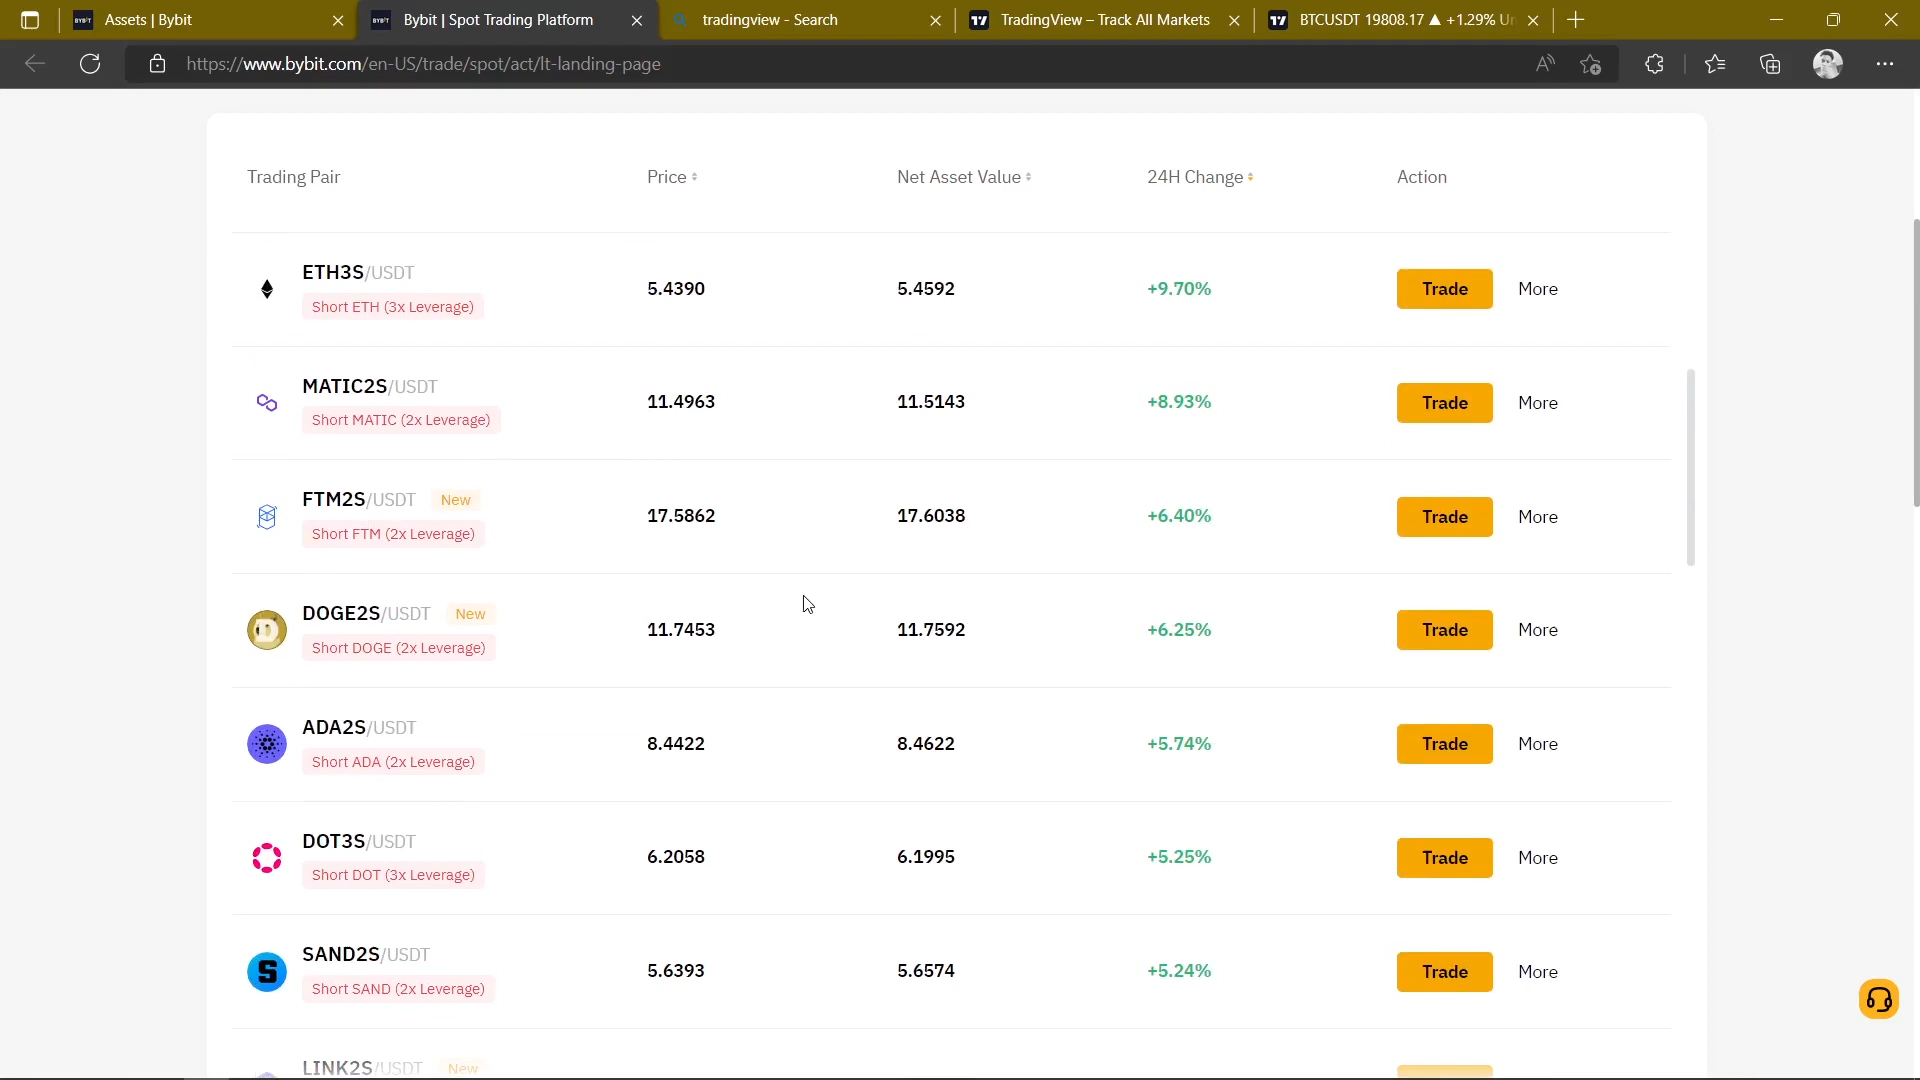 Assets | Bybit
Bybit | Spot Trading Platform
tradingview - Search
TradingView – Track All Markets
BTCUSDT 19808.17 ▲ +1.29% Un
https://www.bybit.com/en-US/trade/spot/act/lt-landing-page
Trading Pair Price Net Asset Value 24H Change Action
ETH3S/USDT
Short ETH (3x Leverage)
5.4390 5.4592 +9.70% Trade More
MATIC2S/USDT
Short MATIC (2x Leverage)
11.4963 11.5143 +8.93% Trade More
FTM2S/USDT New
Short FTM (2x Leverage)
17.5862 17.6038 +6.40% Trade More
DOGE2S/USDT New
Short DOGE (2x Leverage)
11.7453 11.7592 +6.25% Trade More
ADA2S/USDT
Short ADA (2x Leverage)
8.4422 8.4622 +5.74% Trade More
DOT3S/USDT
Short DOT (3x Leverage)
6.2058 6.1995 +5.25% Trade More
SAND2S/USDT
Short SAND (2x Leverage)
5.6393 5.6574 +5.24% Trade More
LINK2S/USDT New